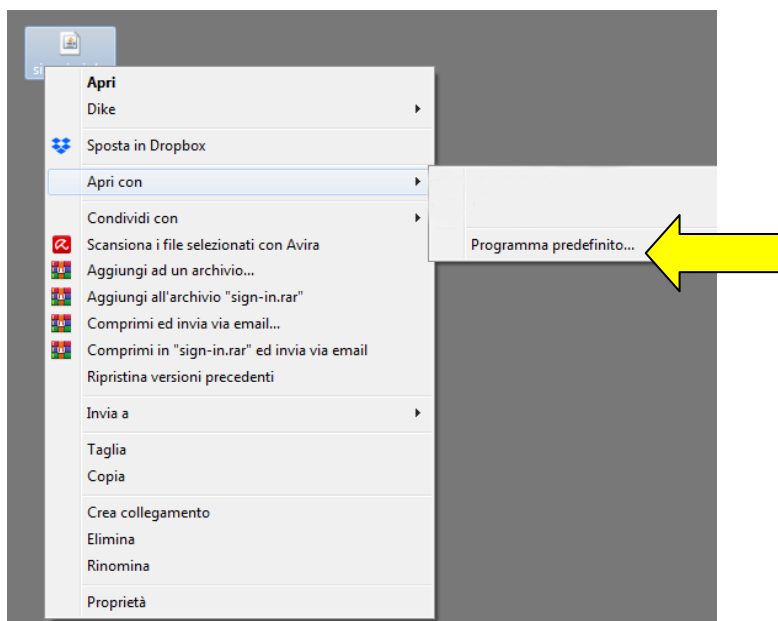 Apri
Dike
Sposta in Dropbox
Apri con
Programma predefinito...
Condividi con
Scansiona i file selezionati con Avira
Aggiungi ad un archivio...
Aggiungi all'archivio "sign-in.rar"
Comprimi ed invia via email...
Comprimi in "sign-in.rar" ed invia via email
Ripristina versioni precedenti
Invia a
Taglia
Copia
Crea collegamento
Elimina
Rinomina
Proprietà